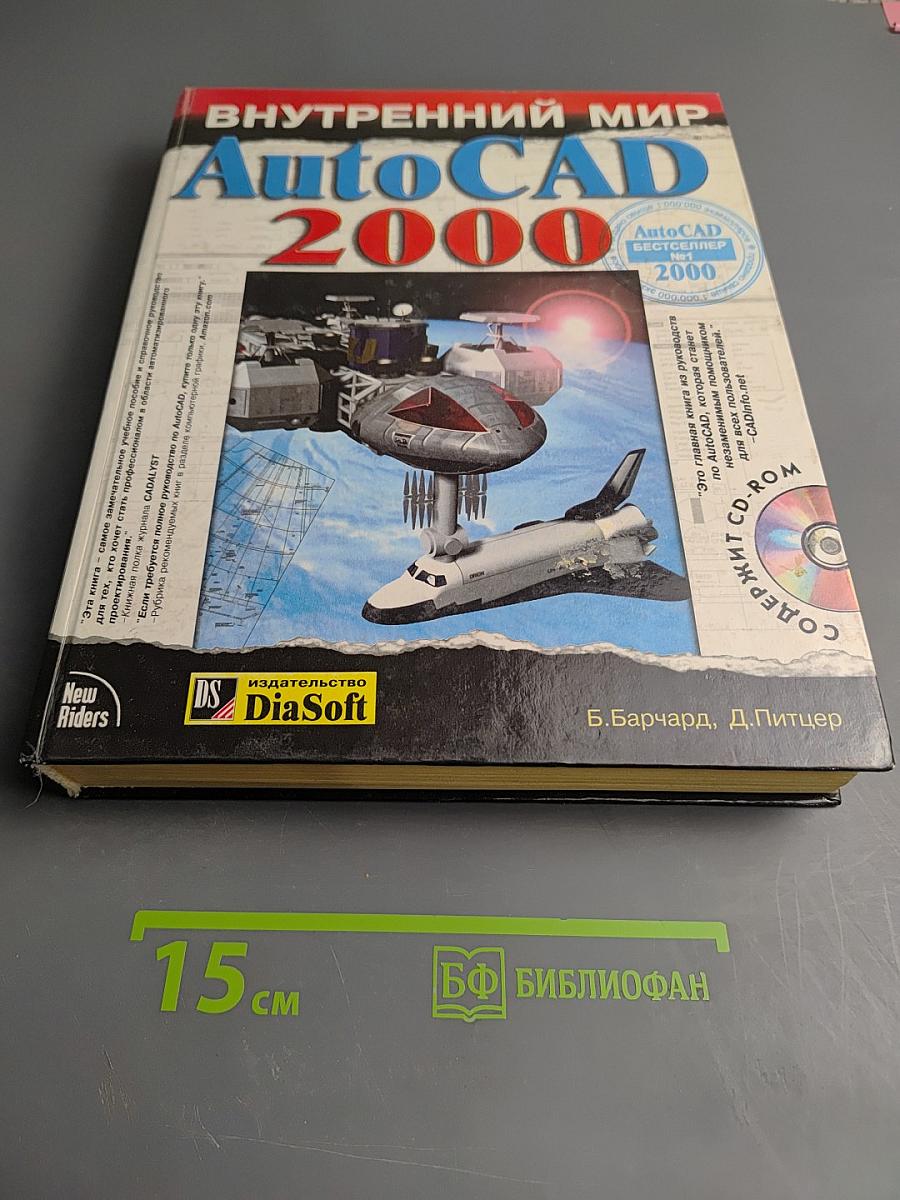 ВНУТРЕННИЙ МИР
AutoCAD
2000
AutoCAD
БЕСТСЕЛЛЕР
№1
2000
"Эта книга – самое замечательное учебное пособие и справочное руководство
для тех, кто хочет стать профессионалом в области автоматизированного
проектирования."
–Книжная полка журнала CADALYST
"Если требуется полное руководство по AutoCAD, купите только одну эту книгу."
–Рубрика рекомендуемых книг в разделе компьютерной графики, Amazon.com
"Это главная книга из руководств
по AutoCAD, которая станет
незаменимым помощником
для всех пользователей."
–CADInfo.net
СОДЕРЖИТ CD-ROM
New
Riders
DS
издательство
DiaSoft
Б.Барчард, Д.Питцер
15 см
БФ БИБЛИОФАН